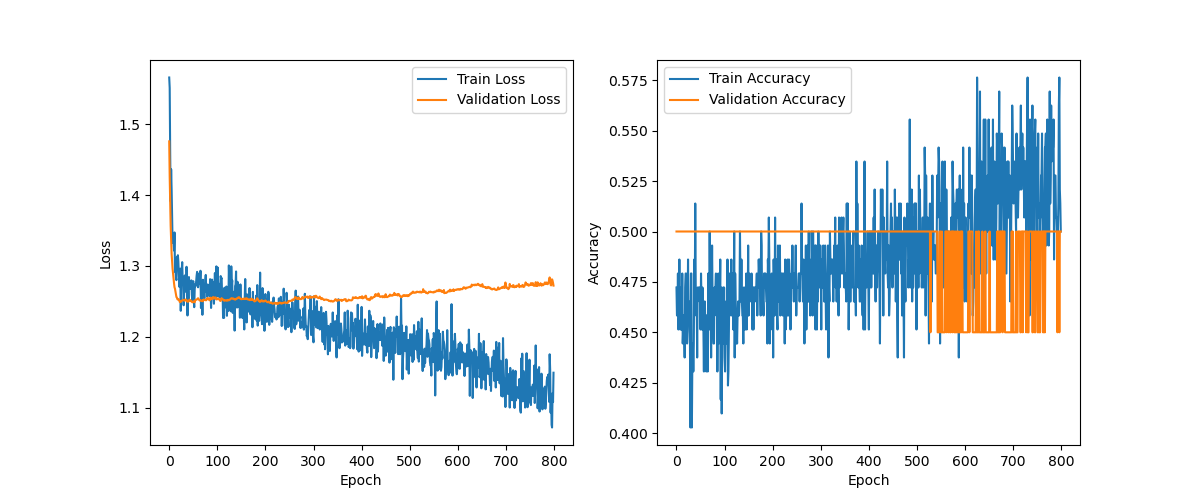 Train Loss
Validation Loss
1.5
1.4
1.3
1.2
1.1
Loss
0 100 200 300 400 500 600 700 800
Epoch
Train Accuracy
Validation Accuracy
0.575
0.550
0.525
0.500
0.475
0.450
0.425
0.400
Accuracy
0 100 200 300 400 500 600 700 800
Epoch